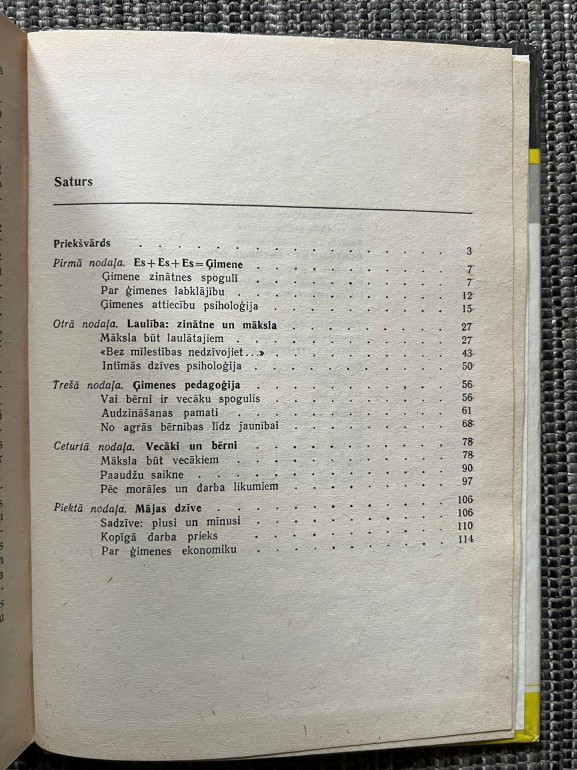 Saturs
Priekšvārds . . . . . . . . . . . . . . 3
Pirmā nodaļa. Es+Es+Es=Ģimene . . . . . . . . 7
Ģimene zinātnes spogulī . . . . . . . . 7
Par ģimenes labklājību . . . . . . . . 12
Ģimenes attiecību psiholoģija . . . . . . . . 15
Otrā nodaļa. Laulība: zinātne un māksla . . . . . . . 27
Māksla būt laulātajiem . . . . . . . . 27
«Bez mīlestības nedzīvojiet...» . . . . . . . . 43
Intīmās dzīves psiholoģija . . . . . . . . 50
Trešā nodaļa. Ģimenes pedagoģija . . . . . . . . 56
Vai bērni ir vecāku spogulis . . . . . . . . 56
Audzināšanas pamati . . . . . . . . 61
No agrās bērnības līdz jaunībai . . . . . . . 68
Ceturtā nodaļa. Vecāki un bērni . . . . . . . . 78
Māksla būt vecākiem . . . . . . . . 78
Paaudžu saikne . . . . . . . . 90
Pēc morāles un darba likumiem . . . . . . . 97
Piektā nodaļa. Mājas dzīve . . . . . . . . 106
Sadzīve: plusi un mīnusi . . . . . . . . 106
Kopīgā darba prieks . . . . . . . . 110
Par ģimenes ekonomiku . . . . . . . . 114